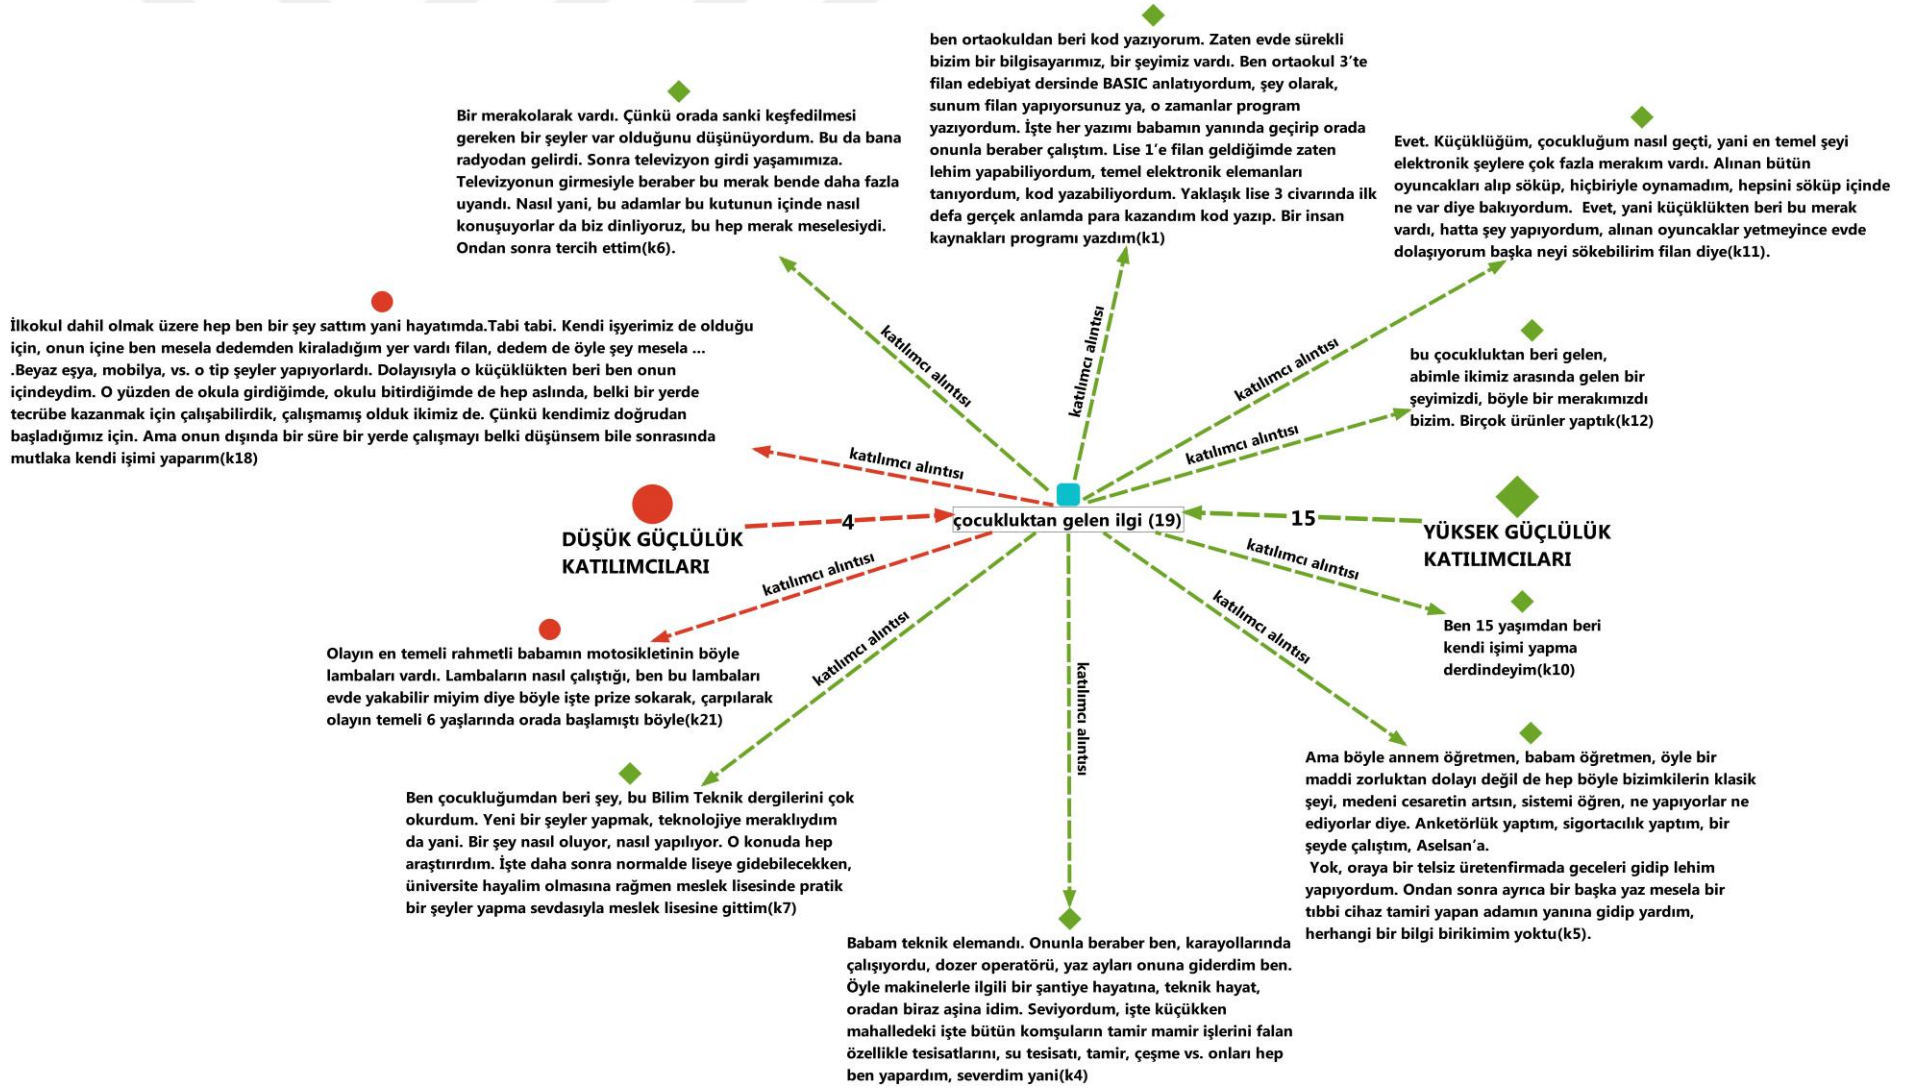 ben ortaokuldan beri kod yazıyorum. Zaten evde sürekli
bizim bir bilgisayarımız, bir şeyimiz vardı. Ben ortaokul 3’te
filan edebiyat dersinde BASIC anlatıyordum, şey olarak,
sunum filan yapıyorsunuz ya, o zamanlar program
yazıyordum. İşte her yazımı babamın yanında geçirip orada
onunla beraber çalıştım. Lise 1’e filan geldiğimde zaten
lehim yapabiliyordum, temel elektronik elemanları
tanıyordum, kod yazabiliyordum. Yaklaşık lise 3 civarında ilk
defa gerçek anlamda para kazandım kod yazıp. Bir insan
kaynakları programı yazdım(k1)
Bir merakolarak vardı. Çünkü orada sanki keşfedilmesi
gereken bir şeyler var olduğunu düşünüyordum. Bu da bana
radyodan gelirdi. Sonra televizyon girdi yaşamımıza.
Televizyonun girmesiyle beraber bu merak bende daha fazla
uyandı. Nasıl yani, bu adamlar bu kutunun içinde nasıl
konuşuyorlar da biz dinliyoruz, bu hep merak meselesiydi.
Ondan sonra tercih ettim(k6).
Evet. Küçüklüğüm, çocukluğum nasıl geçti, yani en temel şeyi
elektronik şeylere çok fazla merakım vardı. Alınan bütün
oyuncakları alıp söküp, hiçbiriyle oynamadım, hepsini söküp içinde
ne var diye bakıyordum.  Evet, yani küçüklükten beri bu merak
vardı, hatta şey yapıyordum, alınan oyuncaklar yetmeyince evde
dolaşıyorum başka neyi sökebilirim filan diye(k11).
İlkokul dahil olmak üzere hep ben bir şey sattım yani hayatımda.Tabi tabi. Kendi işyerimiz de olduğu
için, onun içine ben mesela dedemden kiraladığım yer vardı filan, dedem de öyle şey mesela ...
.Beyaz eşya, mobilya, vs. o tip şeyler yapıyorlardı. Dolayısıyla o küçüklükten beri ben onun
içindeydim. O yüzden de okula girdiğimde, okulu bitirdiğimde de hep aslında, belki bir yerde
tecrübe kazanmak için çalışabilirdik, çalışmamış olduk ikimiz de. Çünkü kendimiz doğrudan
başladığımız için. Ama onun dışında bir süre bir yerde çalışmayı belki düşünsem bile sonrasında
mutlaka kendi işimi yaparım(k18)
bu çocukluktan beri gelen,
abimle ikimiz arasında gelen bir
şeyimizdi, böyle bir merakımızdı
bizim. Birçok ürünler yaptık(k12)
katılımcı alıntısı
katılımcı alıntısı
katılımcı alıntısı
katılımcı alıntısı
katılımcı alıntısı
DÜŞÜK GÜÇLÜLÜK
KATILIMCILARI
4
çocukluktan gelen ilgi (19)
15
YÜKSEK GÜÇLÜLÜK
KATILIMCILARI
katılımcı alıntısı
katılımcı alıntısı
katılımcı alıntısı
katılımcı alıntısı
katılımcı alıntısı
Ben 15 yaşımdan beri
kendi işimi yapma
derdindeyim(k10)
Olayın en temeli rahmetli babamın motosikletinin böyle
lambaları vardı. Lambaların nasıl çalıştığı, ben bu lambaları
evde yakabilir miyim diye böyle işte prize sokarak, çarpılarak
olayın temeli 6 yaşlarında orada başlamıştı böyle(k21)
Ama böyle annem öğretmen, babam öğretmen, öyle bir
maddi zorluktan dolayı değil de hep böyle bizimkilerin klasik
şeyi, medeni cesaretin artsın, sistemi öğren, ne yapıyorlar ne
ediyorlar diye. Anketörlük yaptım, sigortacılık yaptım, bir
şeyde çalıştım, Aselsan’a.
Yok, oraya bir telsiz üretenfirmada geceleri gidip lehim
yapıyordum. Ondan sonra ayrıca bir başka yaz mesela bir
tıbbi cihaz tamiri yapan adamın yanına gidip yardım,
herhangi bir bilgi birikimim yoktu(k5).
Ben çocukluğumdan beri şey, bu Bilim Teknik dergilerini çok
okurdum. Yeni bir şeyler yapmak, teknolojiye meraklıydım
da yani. Bir şey nasıl oluyor, nasıl yapılıyor. O konuda hep
araştırırdım. İşte daha sonra normalde liseye gidebilecekken,
üniversite hayalim olmasına rağmen meslek lisesinde pratik
bir şeyler yapma sevdasıyla meslek lisesine gittim(k7)
Babam teknik elemandı. Onunla beraber ben, karayollarında
çalışıyordu, dozer operatörü, yaz ayları ona giderdim ben.
Öyle makinelerle ilgili bir şantiye hayatına, teknik hayat,
oradan biraz aşina idim. Seviyordum, işte küçükken
mahalledeki işte bütün komşuların tamir mamir işlerini falan
özellikle tesisatlarını, su tesisatı, tamir, çeşme vs. onları hep
ben yapardım, severdim yani(k4)